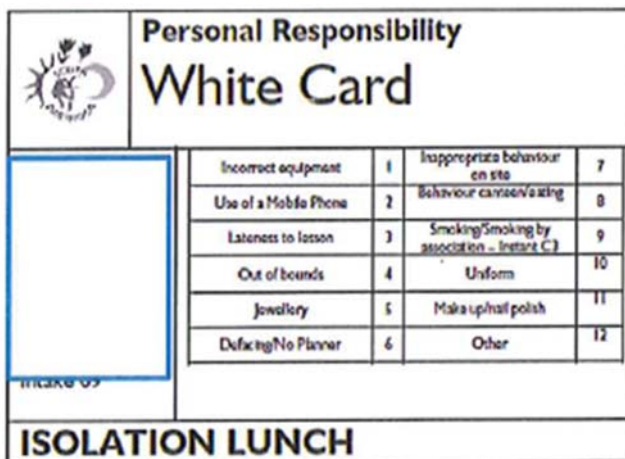 Personal Responsibility
White Card
Incorrect equipment 1 Inappropriate behaviour on site 7
Use of a Mobile Phone 2 Behaviour canteen/eating 8
Lateness to lesson 3 Smoking/Smoking by association – Instant C3 9
Out of bounds 4 Uniform 10
Jewellery 5 Make up/nail polish 11
Defacing/No Planner 6 Other 12
Intake 09
ISOLATION LUNCH